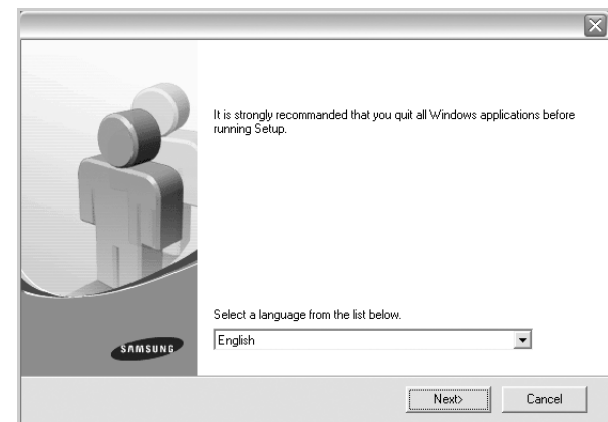 It is strongly recommanded that you quit all Windows applications before
running Setup.
Select a language from the list below.
English
SAMSUNG
Next>
Cancel